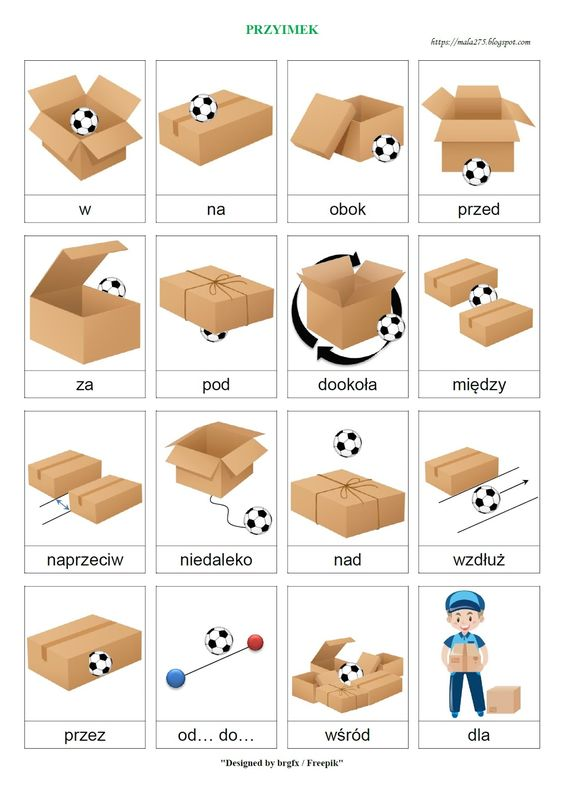 PRZYIMEK
https://mala275.blogspot.com
w
na
obok
przed
za
pod
dookoła
między
naprzeciw
niedaleko
nad
wzdłuż
przez
od... do...
wśród
dla
"Designed by brgfx / Freepik"